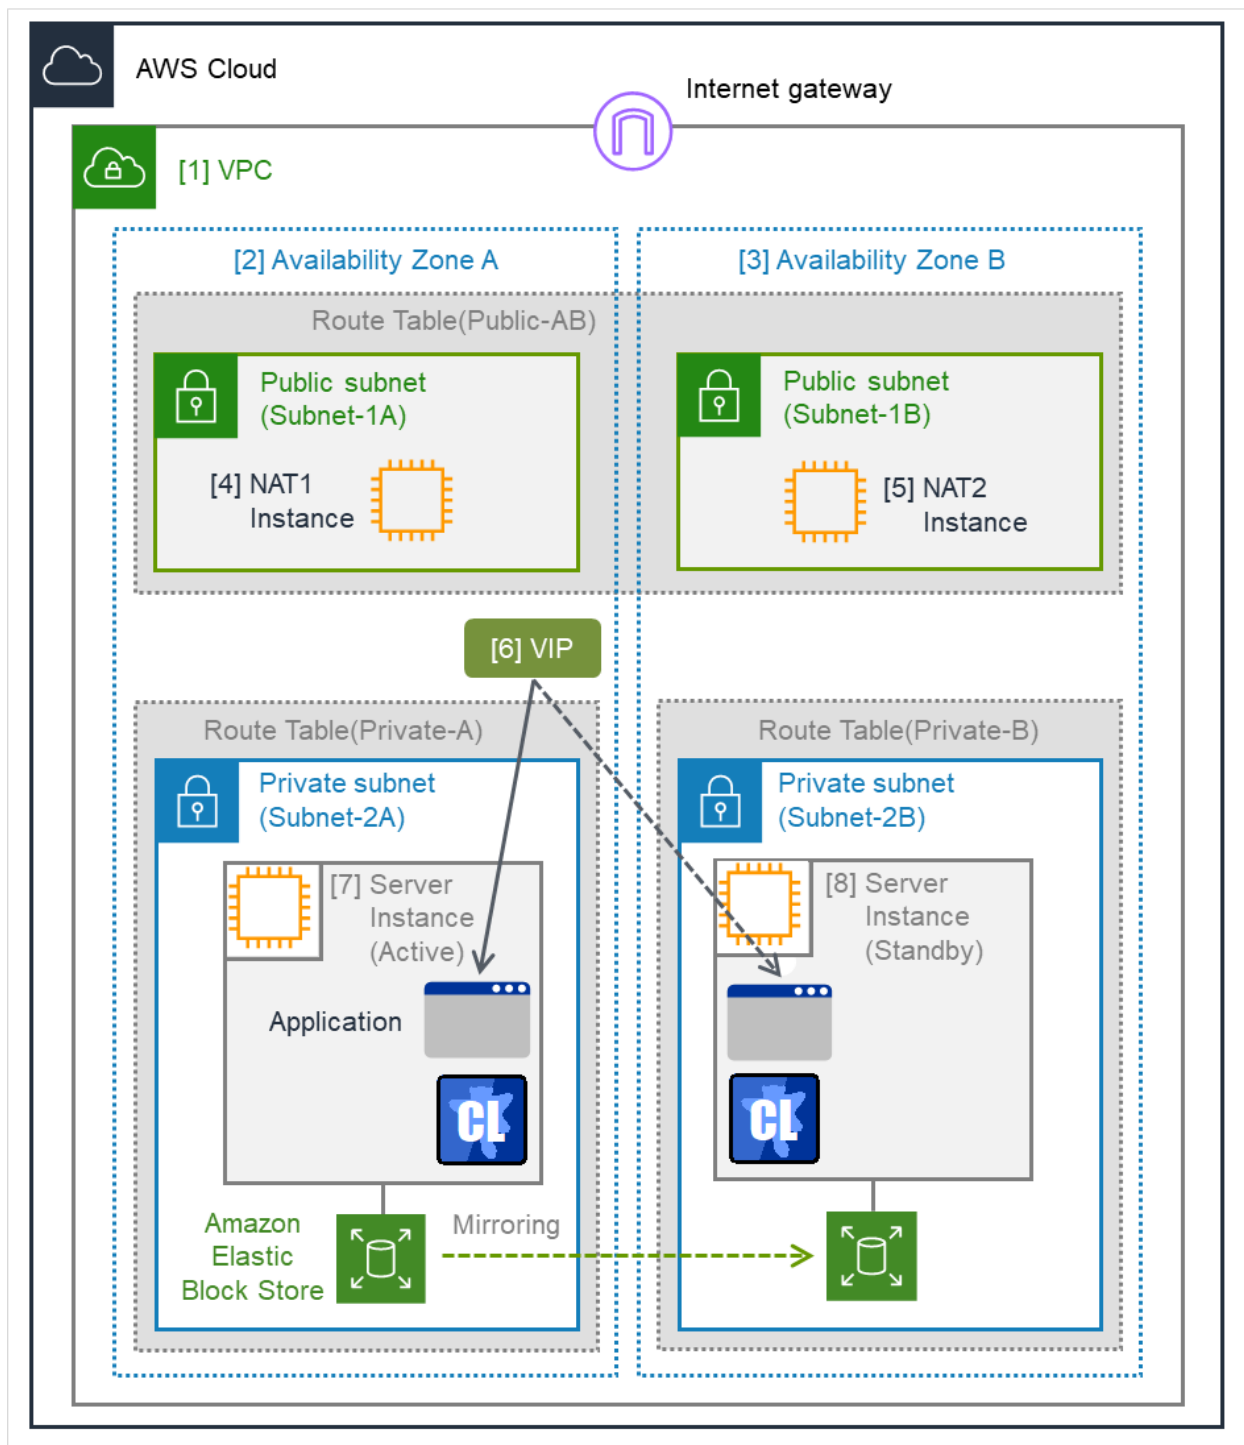 AWS Cloud
Internet gateway
[1] VPC
[2] Availability Zone A
[3] Availability Zone B
Route Table(Public-AB)
Public subnet
(Subnet-1A)
Public subnet
(Subnet-1B)
[4] NAT1
Instance
[5] NAT2
Instance
[6] VIP
Route Table(Private-A)
Route Table(Private-B)
Private subnet
(Subnet-2A)
Private subnet
(Subnet-2B)
[7] Server
Instance
(Active)
[8] Server
Instance
(Standby)
Application
CL
CL
Amazon
Elastic
Block Store
Mirroring